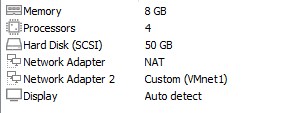 Memory 8 GB
Processors 4
Hard Disk (SCSI) 50 GB
Network Adapter NAT
Network Adapter 2 Custom (VMnet1)
Display Auto detect